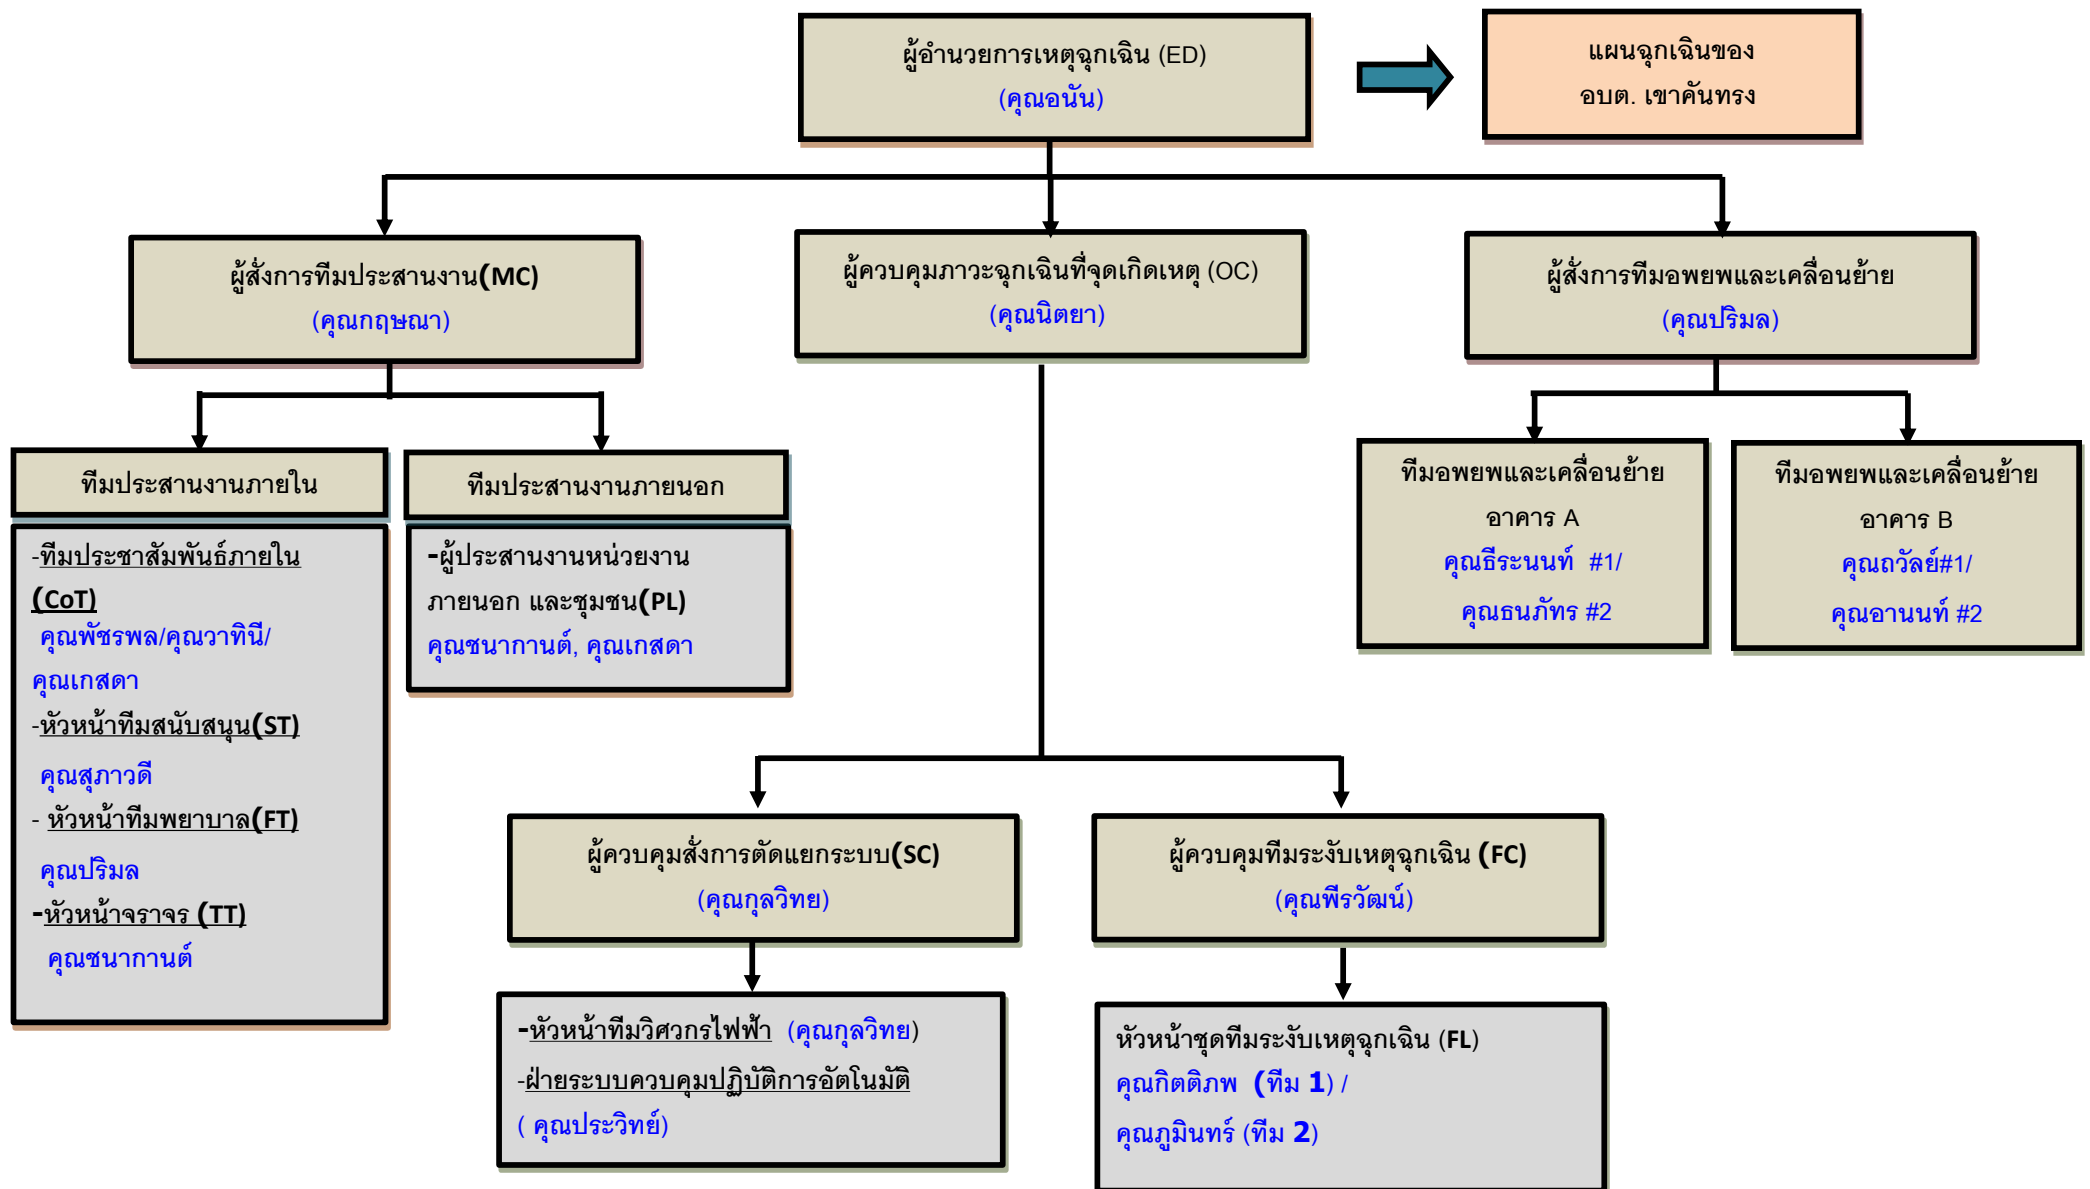 ผู้อำนวยการเหตุฉุกเฉิน (ED)
(คุณอนัน)
แผนฉุกเฉินของ
อบต. เขาคันทรง
ผู้สั่งการทีมประสานงาน(MC)
(คุณกฤษณา)
ผู้ควบคุมภาวะฉุกเฉินที่จุดเกิดเหตุ (OC)
(คุณนิตยา)
ผู้สั่งการทีมอพยพและเคลื่อนย้าย
(คุณปริมล)
ทีมประสานงานภายใน
-ทีมประชาสัมพันธ์ภายใน
(CoT)
คุณพัชรพล/คุณวาทินี/
คุณเกสดา
-หัวหน้าทีมสนับสนุน(ST)
คุณสุภาวดี
- หัวหน้าทีมพยาบาล(FT)
คุณปริมล
-หัวหน้าจราจร (TT)
คุณชนากานต์
ทีมประสานงานภายนอก
-ผู้ประสานงานหน่วยงาน
ภายนอก และชุมชน(PL)
คุณชนากานต์, คุณเกสดา
ทีมอพยพและเคลื่อนย้าย
อาคาร A
คุณธีระนนท์ #1/
คุณธนภัทร #2
ทีมอพยพและเคลื่อนย้าย
อาคาร B
คุณถวัลย์#1/
คุณอานนท์ #2
ผู้ควบคุมสั่งการตัดแยกระบบ(SC)
(คุณกุลวิทย)
-หัวหน้าทีมวิศวกรไฟฟ้า (คุณกุลวิทย)
-ฝ่ายระบบควบคุมปฏิบัติการอัตโนมัติ
( คุณประวิทย์)
ผู้ควบคุมทีมระงับเหตุฉุกเฉิน (FC)
(คุณพีรวัฒน์)
หัวหน้าชุดทีมระงับเหตุฉุกเฉิน (FL)
คุณกิตติภพ (ทีม 1) /
คุณภูมินทร์ (ทีม 2)